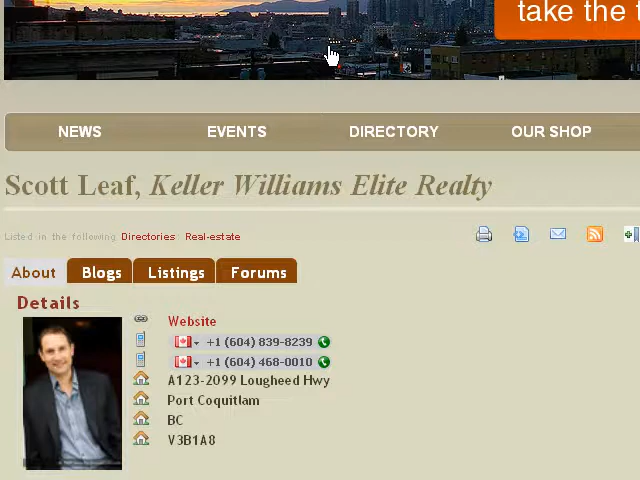 take the
NEWS EVENTS DIRECTORY OUR SHOP
Scott Leaf, Keller Williams Elite Realty
Listed in the following Directories Real-estate
About Blogs Listings Forums
Details
Website
+1 (604) 839-8239
+1 (604) 468-0010
A123-2099 Lougheed Hwy
Port Coquitlam
BC
V3B1A8